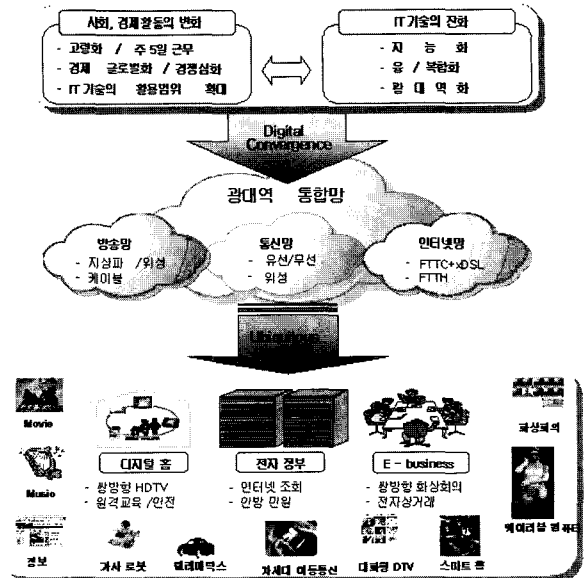 사회, 경제활동의 변화
- 고령화 / 주 5일 근무
- 경제 글로벌화 / 경쟁심화
- IT기술의 활용범위 확대
IT 기술의 진화
- 지 능 화
- 융 / 복합화
- 광 대 역 화
Digital
Convergence
광대역 통합망
방송망
- 지상파 /위성
- 케이블
통신망
- 유선/무선
- 위성
인터넷망
- FTTC+xDSL
- FTTH
Ubiquitous
Movie
Music
정보
디지털 홈
- 쌍방향 HDTV
- 원격교육 /안전
전자 정부
- 인터넷 조회
- 안방 민원
E - business
- 쌍방향 화상회의
- 전자상거래
화상회의
웨어러블 컴퓨터
가사 로봇
텔레매틱스
차세대 이동통신
대화형 DTV
스마트 홈